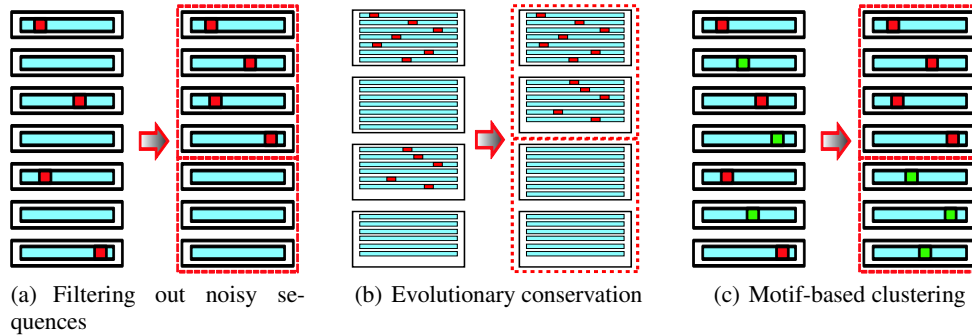 (a) Filtering out noisy se-
quences
(b) Evolutionary conservation
(c) Motif-based clustering